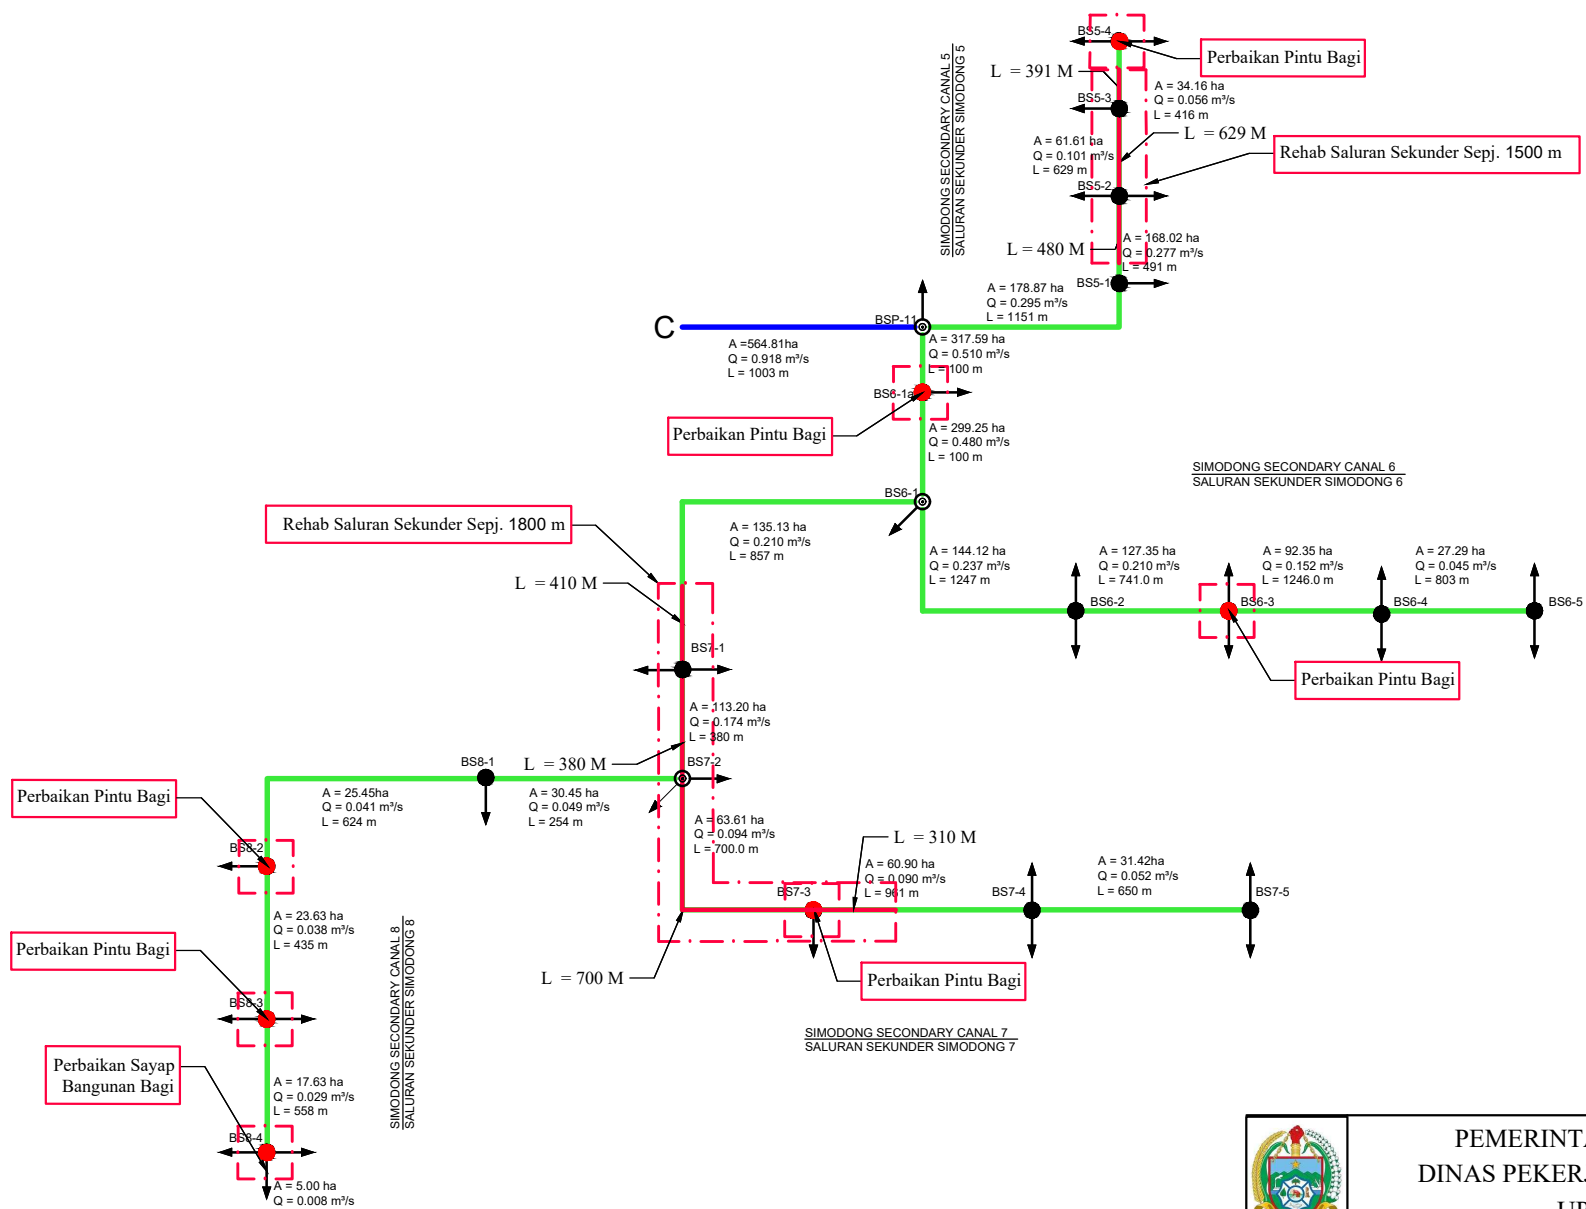 BS5-4
Perbaikan Pintu Bagi
SIMODONG SECONDARY CANAL 5
SALURAN SEKUNDER SIMODONG 5
L = 391 M
A = 34.16 ha
Q = 0.056 m³/s
L = 416 m
BS5-3
L = 629 M
A = 61.61 ha
Q = 0.101 m³/s
L = 629 m
Rehab Saluran Sekunder Sepj. 1500 m
BS5-2
L = 480 M
A = 168.02 ha
Q = 0.277 m³/s
L = 491 m
BS5-1
A = 178.87 ha
Q = 0.295 m³/s
L = 1151 m
C
BSP-11
A =564.81ha
Q = 0.918 m³/s
L = 1003 m
A = 317.59 ha
Q = 0.510 m³/s
L = 100 m
BS6-1a
Perbaikan Pintu Bagi
A = 299.25 ha
Q = 0.480 m³/s
L = 100 m
SIMODONG SECONDARY CANAL 6
SALURAN SEKUNDER SIMODONG 6
BS6-1
Rehab Saluran Sekunder Sepj. 1800 m
A = 135.13 ha
Q = 0.210 m³/s
L = 857 m
A = 144.12 ha
Q = 0.237 m³/s
L = 1247 m
A = 127.35 ha
Q = 0.210 m³/s
L = 741.0 m
A = 92.35 ha
Q = 0.152 m³/s
L = 1246.0 m
A = 27.29 ha
Q = 0.045 m³/s
L = 803 m
L = 410 M
BS6-2
BS6-3
BS6-4
BS6-5
BS7-1
Perbaikan Pintu Bagi
A = 113.20 ha
Q = 0.174 m³/s
L = 380 m
L = 380 M
BS8-1
BS7-2
Perbaikan Pintu Bagi
A = 25.45ha
Q = 0.041 m³/s
L = 624 m
A = 30.45 ha
Q = 0.049 m³/s
L = 254 m
A = 63.61 ha
Q = 0.094 m³/s
L = 700.0 m
L = 310 M
BS8-2
A = 60.90 ha
Q = 0.090 m³/s
L = 961 m
A = 31.42ha
Q = 0.052 m³/s
L = 650 m
BS7-3
BS7-4
BS7-5
A = 23.63 ha
Q = 0.038 m³/s
L = 435 m
Perbaikan Pintu Bagi
SIMODONG SECONDARY CANAL 8
SALURAN SEKUNDER SIMODONG 8
L = 700 M
Perbaikan Pintu Bagi
BS8-3
SIMODONG SECONDARY CANAL 7
SALURAN SEKUNDER SIMODONG 7
Perbaikan Sayap
Bangunan Bagi
A = 17.63 ha
Q = 0.029 m³/s
L = 558 m
BS8-4
A = 5.00 ha
Q = 0.008 m³/s
PEMERINTA
DINAS PEKERJ